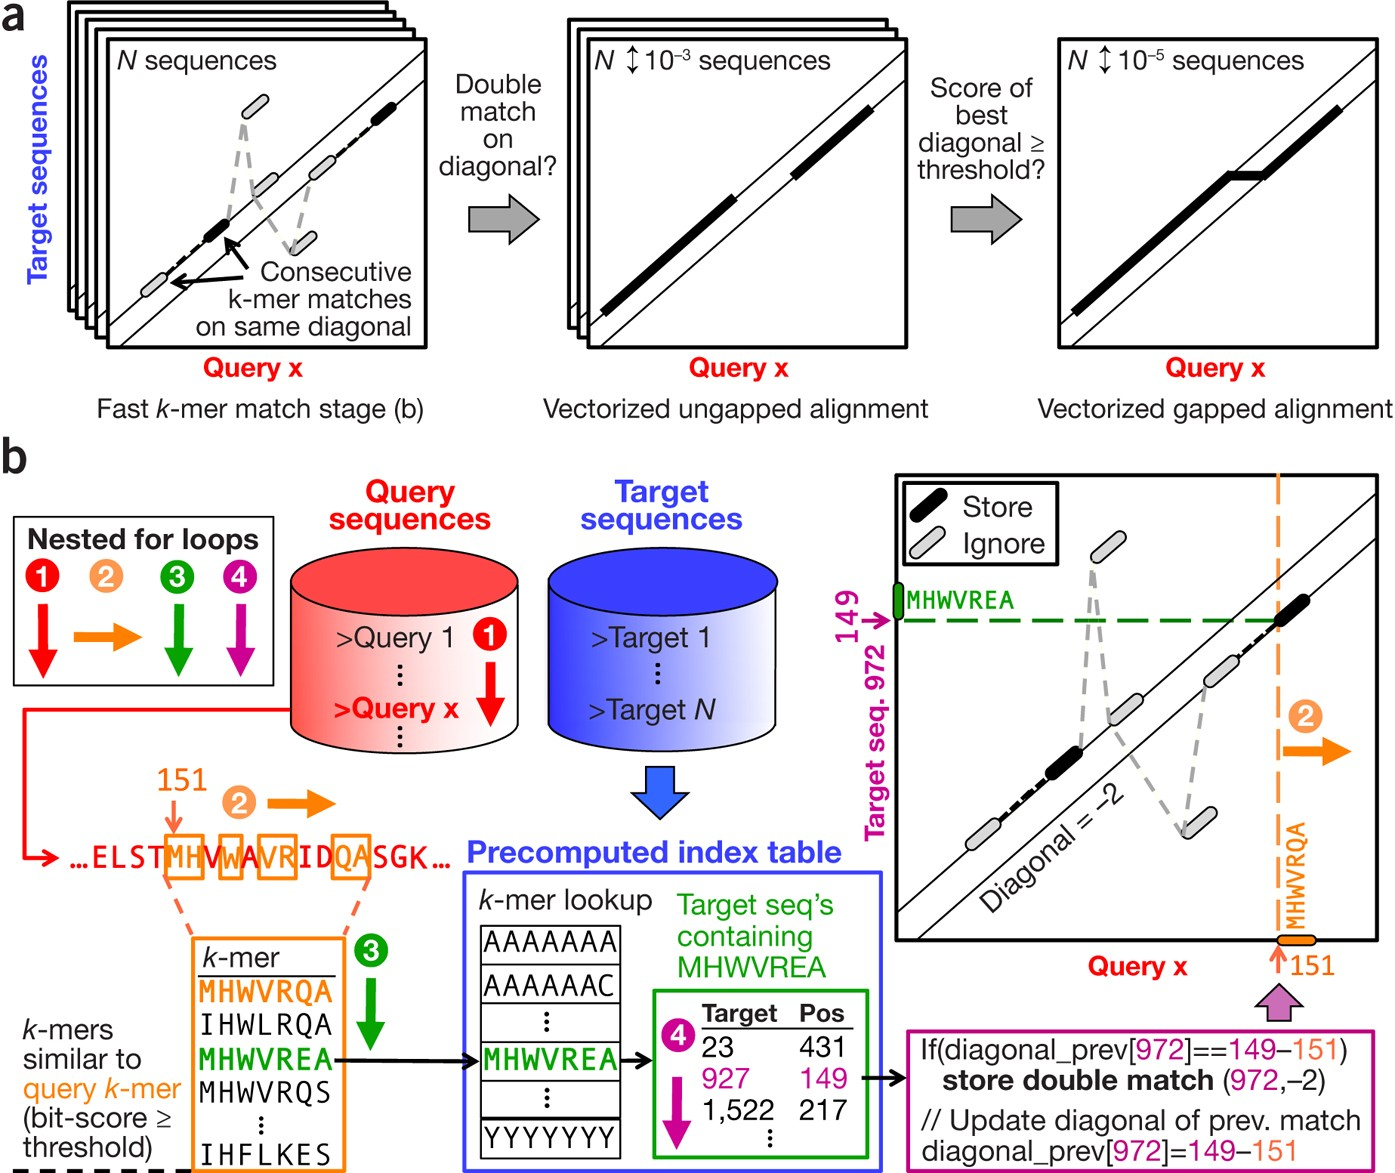 a
Target sequences
N sequences
Consecutive
k-mer matches
on same diagonal
Query x
Fast k-mer match stage (b)
Double
match
on
diagonal?
N ↕ 10–3 sequences
Query x
Vectorized ungapped alignment
Score of
best
diagonal ≥
threshold?
N ↕ 10–5 sequences
Query x
Vectorized gapped alignment
b
Nested for loops
1 2 3 4
Query
sequences
>Query 1
1
⋮
>Query x
⋮
Target
sequences
>Target 1
⋮
>Target N
151
2
...ELSTMHVWAVRIDQASGK...
k-mers
similar to
query k-mer
(bit-score ≥
threshold)
k-mer
MHWVRQA
IHWLRQA
MHWVREA
MHWVRQS
⋮
IHFLKES
3
Precomputed index table
k-mer lookup
AAAAAAA
AAAAAAC
⋮
MHWVREA
⋮
YYYYYYY
Target seq's
containing
MHWVREA
4
Target Pos
23 431
927 149
1,522 217
⋮
Store
Ignore
MHWVREA
149
Target seq. 972
Diagonal = –2
2
MHWVRQA
Query x
151
If(diagonal_prev[972]==149–151)
store double match (972,–2)
// Update diagonal of prev. match
diagonal_prev[972]=149–151